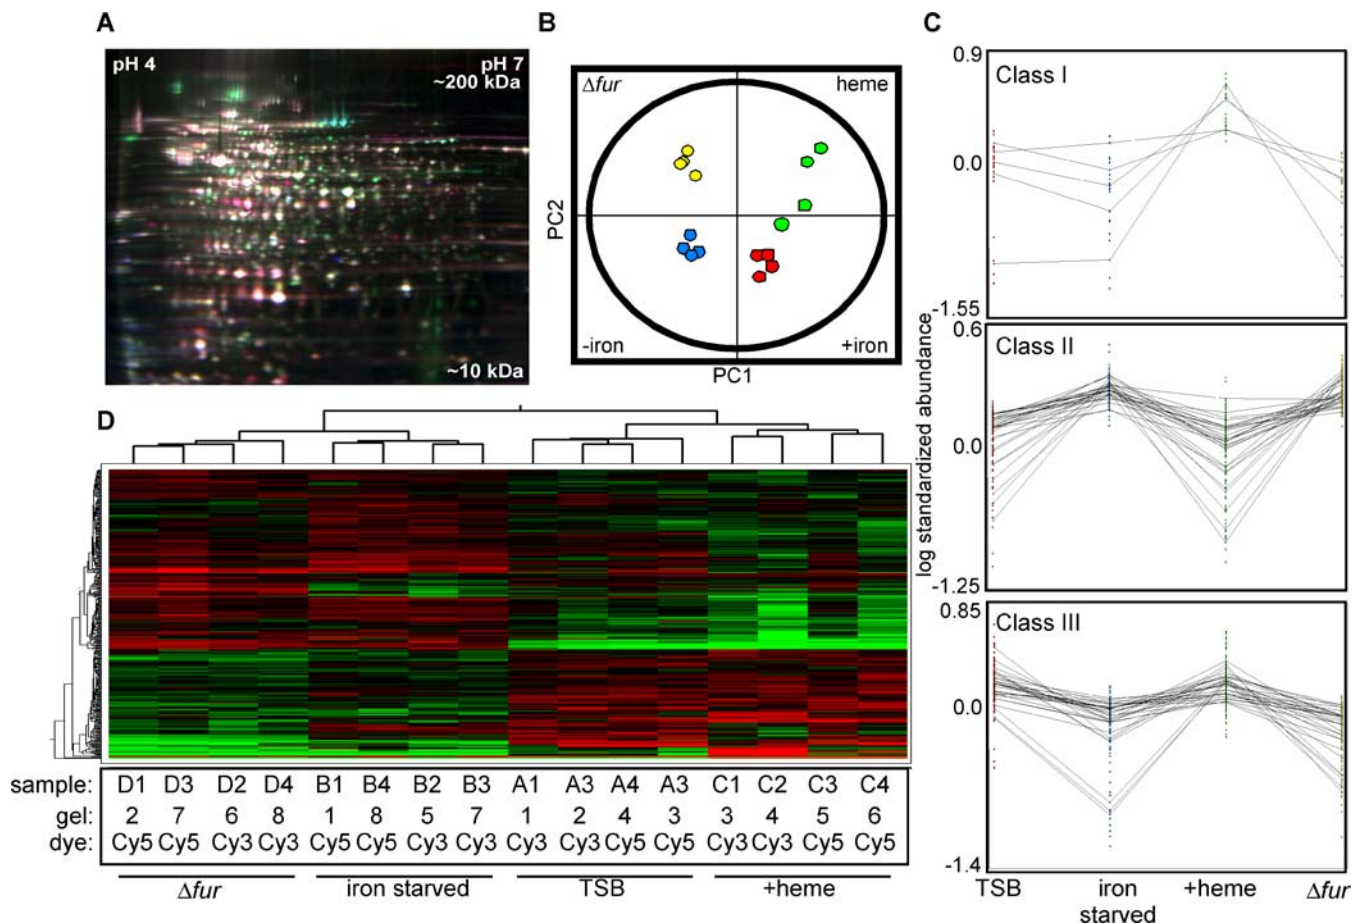 A
pH 4
pH 7
~200 kDa
~10 kDa
B
Δfur
heme
-iron
+iron
PC2
PC1
C
0.9
Class I
0.0
-1.55
0.6
Class II
0.0
-1.25
0.85
Class III
0.0
-1.4
log standardized abundance
TSB
iron starved
+heme
Δfur
D
sample: D1 D3 D2 D4 B1 B4 B2 B3 A1 A3 A4 A3 C1 C2 C3 C4
gel: 2 7 6 8 1 8 5 7 1 2 4 3 3 4 5 6
dye: Cy5 Cy5 Cy3 Cy3 Cy5 Cy5 Cy3 Cy3 Cy3 Cy3 Cy5 Cy5 Cy3 Cy3 Cy5 Cy5
Δfur
iron starved
TSB
+heme